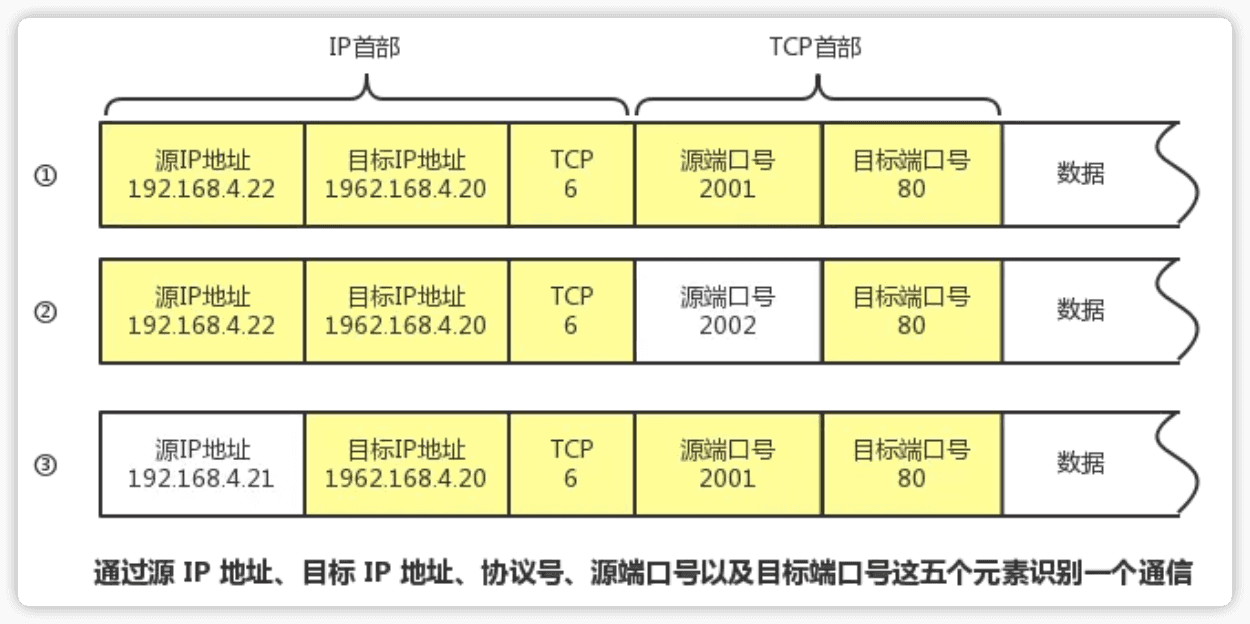 IP首部 TCP首部
① 源IP地址 目标IP地址 TCP 源端口号 目标端口号 数据
192.168.4.22 1962.168.4.20 6 2001 80
② 源IP地址 目标IP地址 TCP 源端口号 目标端口号 数据
192.168.4.22 1962.168.4.20 6 2002 80
③ 源IP地址 目标IP地址 TCP 源端口号 目标端口号 数据
192.168.4.21 1962.168.4.20 6 2001 80
通过源 IP 地址、目标 IP 地址、协议号、源端口号以及目标端口号这五个元素识别一个通信